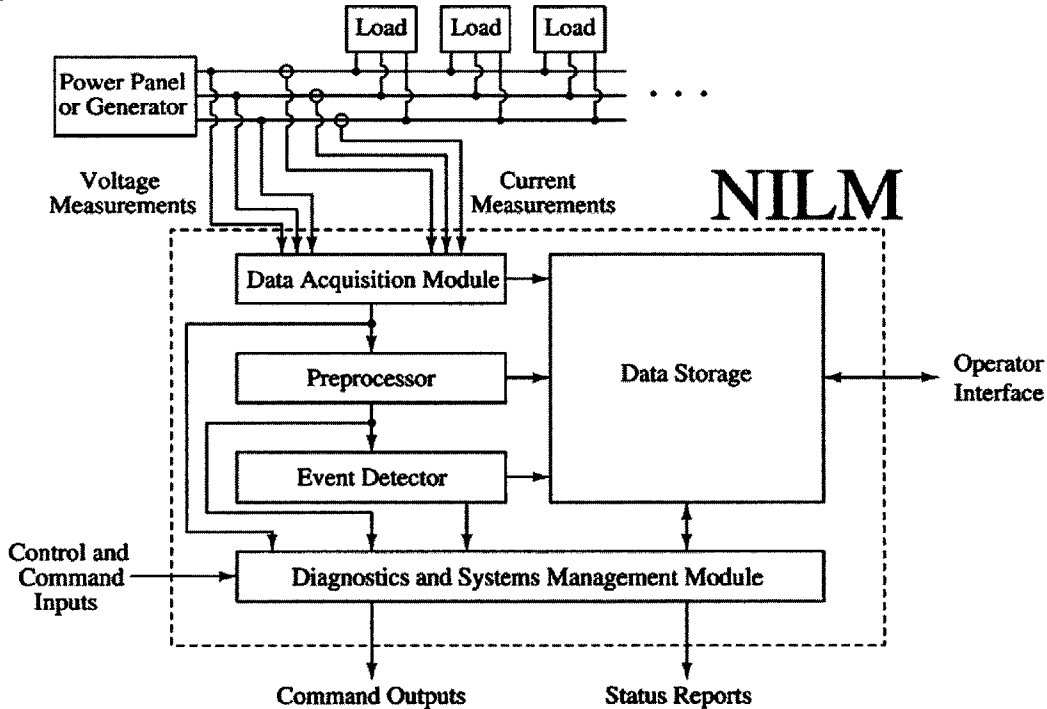 Load
Load
Load
Power Panel
or Generator
Voltage
Measurements
Current
Measurements
NILM
Data Acquisition Module
Preprocessor
Data Storage
Operator
Interface
Event Detector
Control and
Command
Inputs
Diagnostics and Systems Management Module
Command Outputs
Status Reports